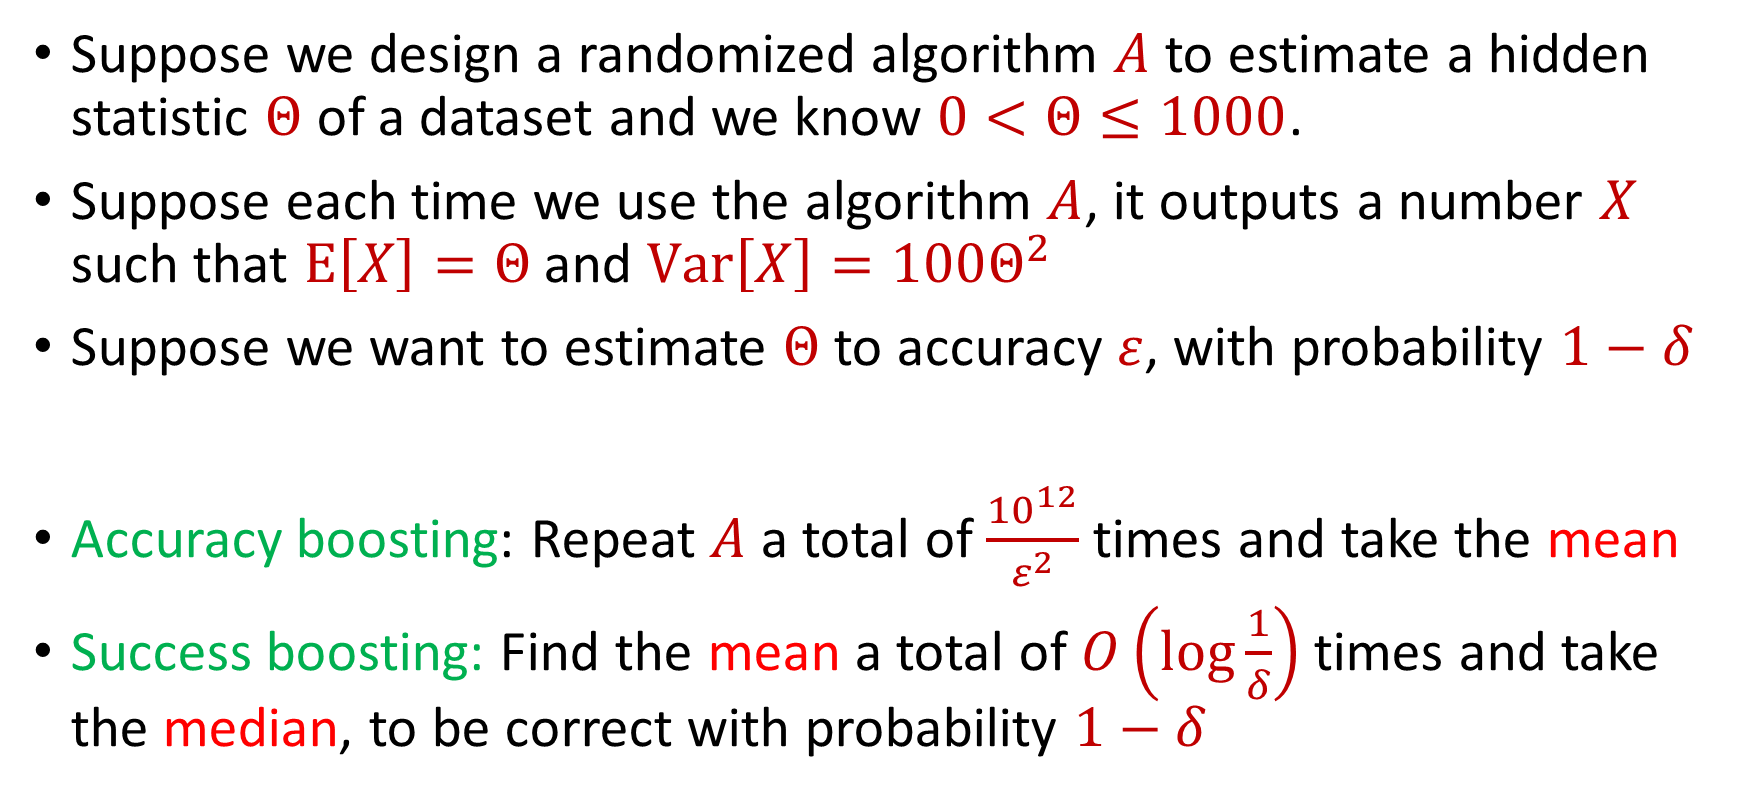 • Suppose we design a randomized algorithm A to estimate a hidden
statistic Θ of a dataset and we know 0 < Θ ≤ 1000.
• Suppose each time we use the algorithm A, it outputs a number X
such that E[X] = Θ and Var[X] = 100Θ²
• Suppose we want to estimate Θ to accuracy ε, with probability 1 − δ
• Accuracy boosting: Repeat A a total of 10¹²/ε² times and take the mean
• Success boosting: Find the mean a total of O(log 1/δ) times and take
the median, to be correct with probability 1 − δ